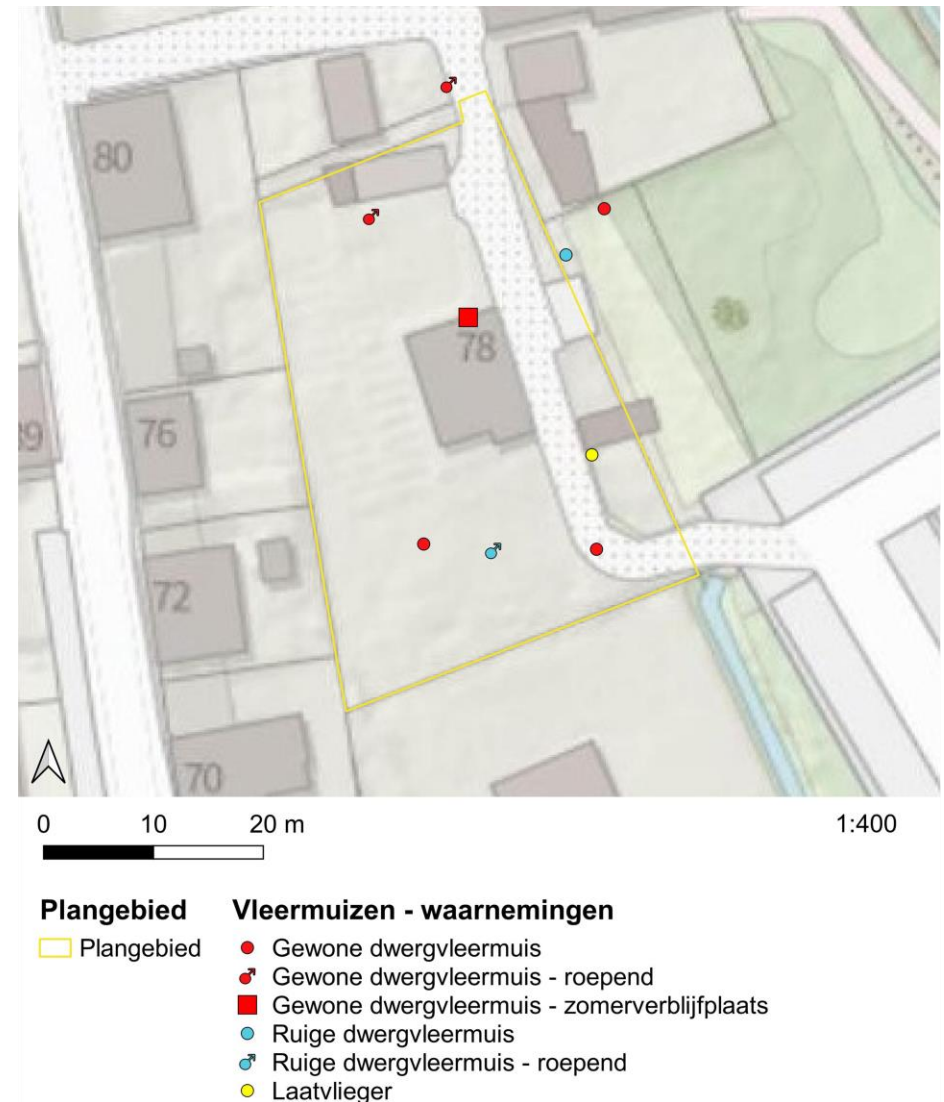 80
78
76
39
72
70
0 10 20 m 1:400
Plangebied Vleermuizen - waarnemingen
Plangebied
Gewone dwergvleermuis
Gewone dwergvleermuis - roepend
Gewone dwergvleermuis - zomerverblijfplaats
Ruige dwergvleermuis
Ruige dwergvleermuis - roepend
Laatvlieger